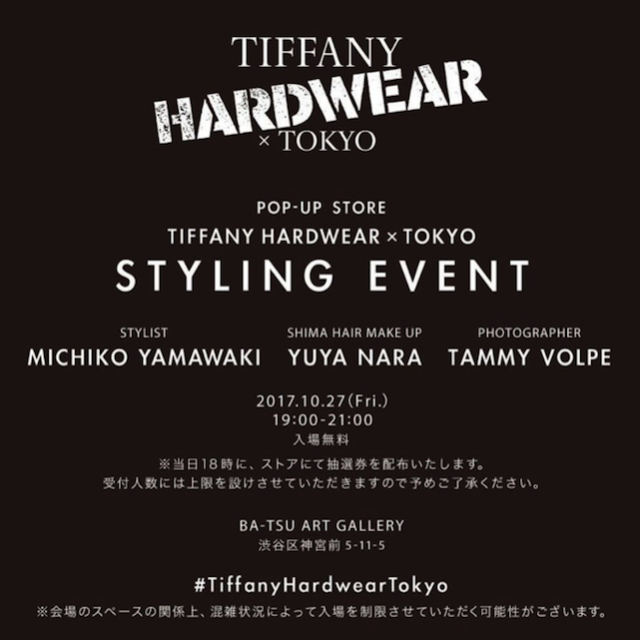 TIFFANY
HARDWEAR
× TOKYO
POP-UP STORE
TIFFANY HARDWEAR × TOKYO
STYLING EVENT
STYLIST
MICHIKO YAMAWAKI
SHIMA HAIR MAKE UP
YUYA NARA
PHOTOGRAPHER
TAMMY VOLPE
2017.10.27(Fri.)
19:00-21:00
入場無料
※当日18時に、ストアにて抽選券を配布いたします。
受付人数には上限を設けさせていただきますので予めご了承ください。
BA-TSU ART GALLERY
渋谷区神宮前 5-11-5
#TiffanyHardwearTokyo
※会場のスペースの関係上、混雑状況によって入場を制限させていただく可能性がございます。